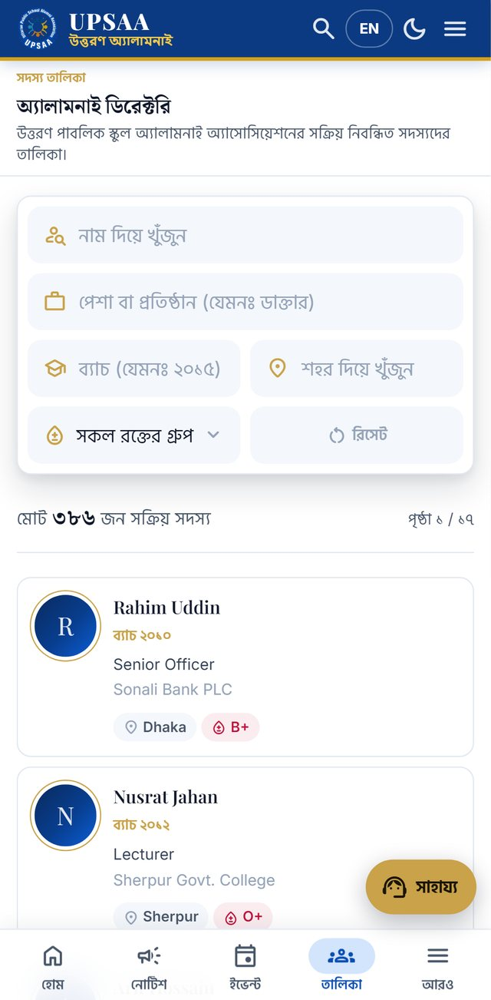 UPSAA
উত্তরণ অ্যালামনাই
EN
সদস্য তালিকা
অ্যালামনাই ডিরেক্টরি
উত্তরণ পাবলিক স্কুল অ্যালামনাই অ্যাসোসিয়েশনের সক্রিয় নিবন্ধিত সদস্যদের
তালিকা।
নাম দিয়ে খুঁজুন
পেশা বা প্রতিষ্ঠান (যেমনঃ ডাক্তার)
ব্যাচ (যেমনঃ ২০১৫)
শহর দিয়ে খুঁজুন
সকল রক্তের গ্রুপ
রিসেট
মোট ৩৮৬ জন সক্রিয় সদস্য
পৃষ্ঠা ১ / ১৭
R
Rahim Uddin
ব্যাচ ২০১০
Senior Officer
Sonali Bank PLC
Dhaka
B+
N
Nusrat Jahan
ব্যাচ ২০১২
Lecturer
Sherpur Govt. College
Sherpur
O+
সাহায্য
হোম
নোটিশ
ইভেন্ট
তালিকা
আরও